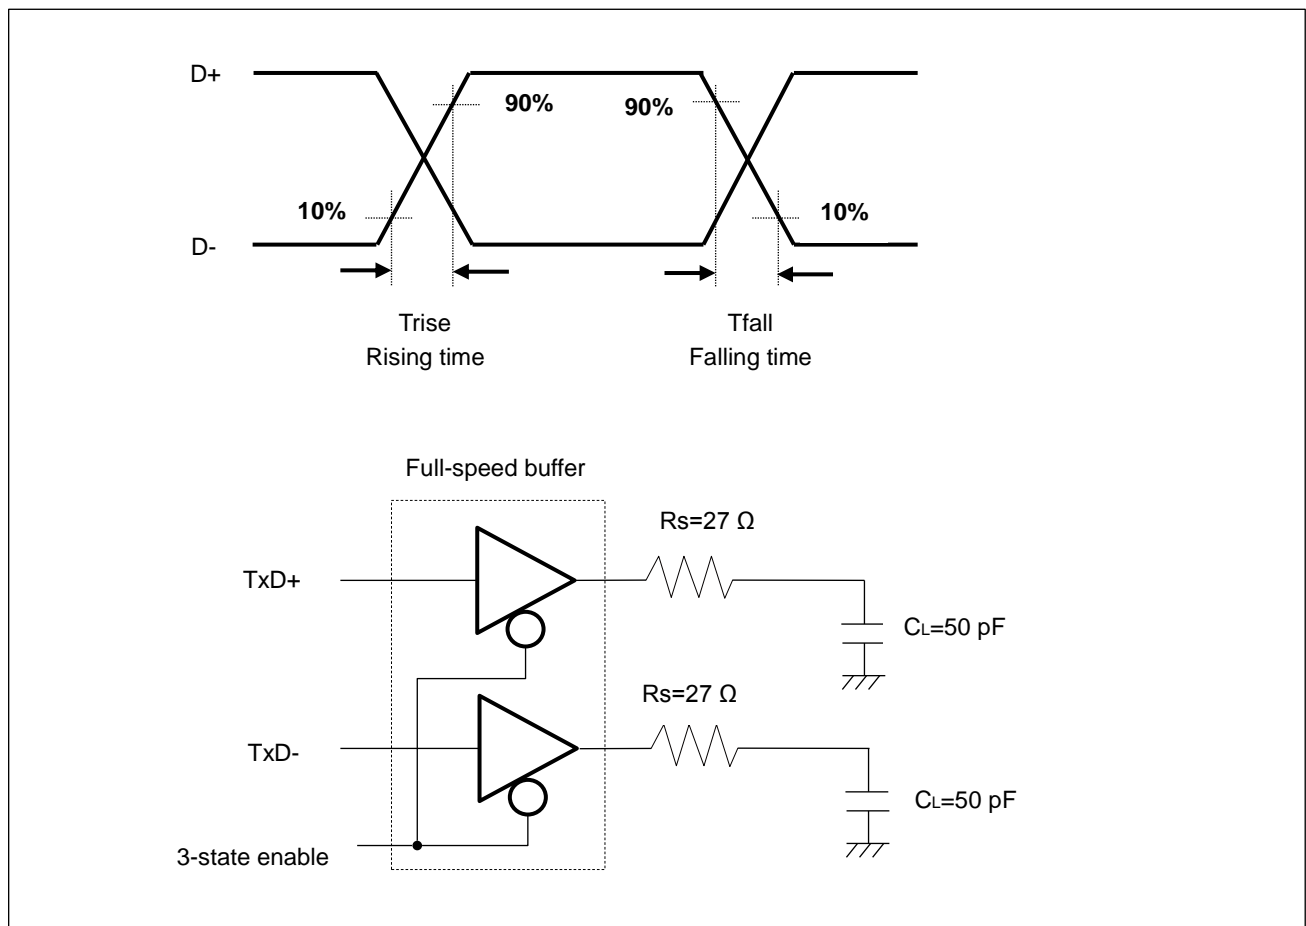 D+
90%
90%
10%
10%
D-
Trise
Rising time
Tfall
Falling time
Full-speed buffer
Rs=27 Ω
TxD+
CL=50 pF
Rs=27 Ω
TxD-
CL=50 pF
3-state enable